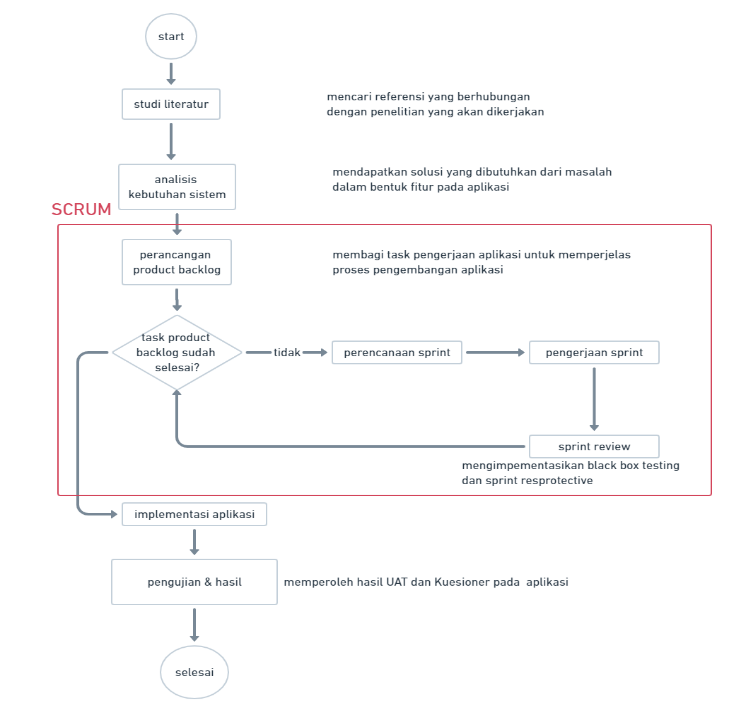 start
studi literatur
mencari referensi yang berhubungan
dengan penelitian yang akan dikerjakan
analisis
kebutuhan sistem
mendapatkan solusi yang dibutuhkan dari masalah
dalam bentuk fitur pada aplikasi
SCRUM
perancangan
product backlog
membagi task pengerjaan aplikasi untuk memperjelas
proses pengembangan aplikasi
task product
backlog sudah
selesai?
tidak
perencanaan sprint
pengerjaan sprint
sprint review
mengimpementasikan black box testing
dan sprint resprotective
implementasi aplikasi
pengujian & hasil
memperoleh hasil UAT dan Kuesioner pada aplikasi
selesai